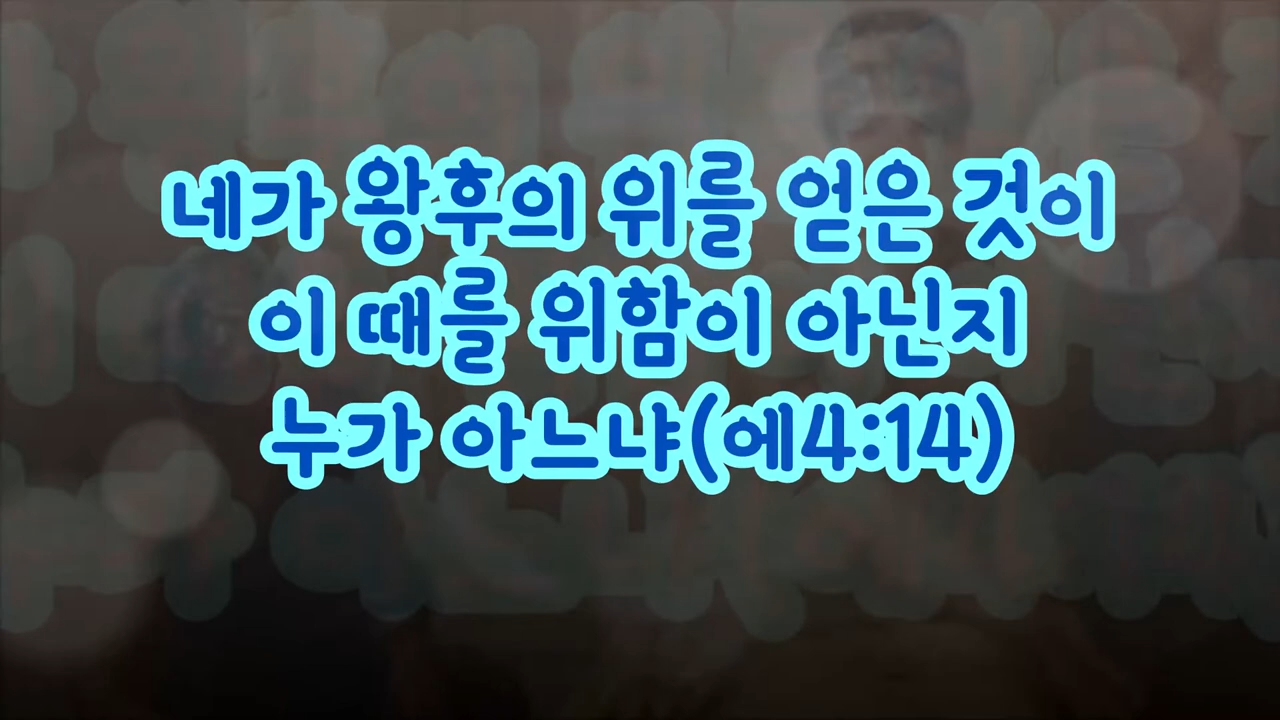 네가 왕후의 위를 얻은 것이
이 때를 위함이 아닌지
누가 아느냐(에4:14)